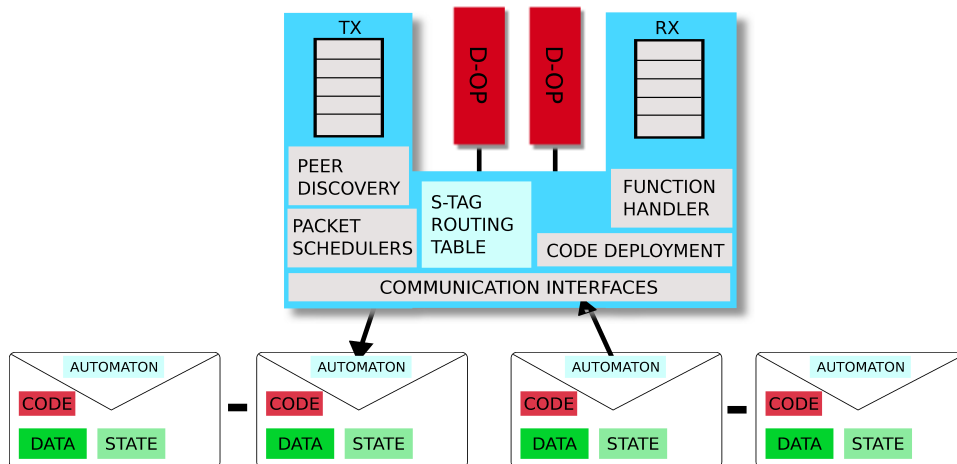 TX
D-OP
D-OP
RX
PEER
DISCOVERY
PACKET
SCHEDULERS
S-TAG
ROUTING
TABLE
FUNCTION
HANDLER
CODE DEPLOYMENT
COMMUNICATION INTERFACES
AUTOMATON
CODE
DATA
STATE
AUTOMATON
CODE
DATA
STATE
AUTOMATON
CODE
DATA
STATE
AUTOMATON
CODE
DATA
STATE